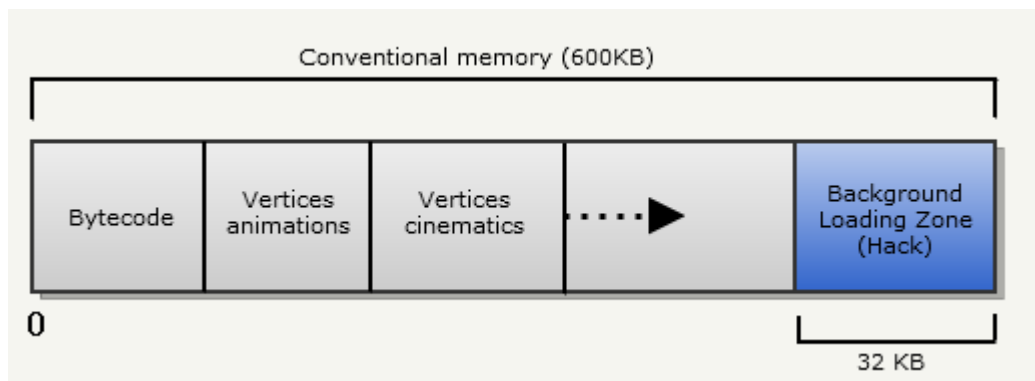 Conventional memory (600KB)
Bytecode
Vertices
animations
Vertices
cinematics
Background
Loading Zone
(Hack)
0
32 KB